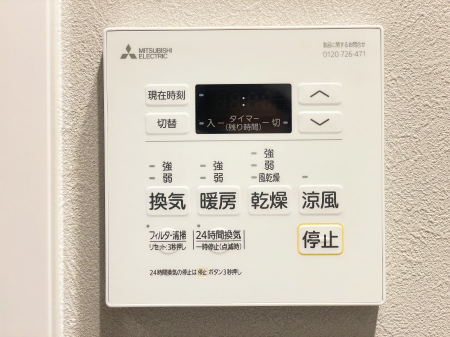 MITSUBISHI
ELECTRIC
製品に関するお問合せ
0120-726-471
現在時刻
切替
:
入 タイマー 切
(残り時間)
強
弱
強
弱
強
弱
風乾燥
換気
暖房
乾燥
涼風
フィルター清掃
リセット:3秒押し
24時間換気
一時停止(点滅時)
停止
24時間換気の停止は停止ボタン3秒押し